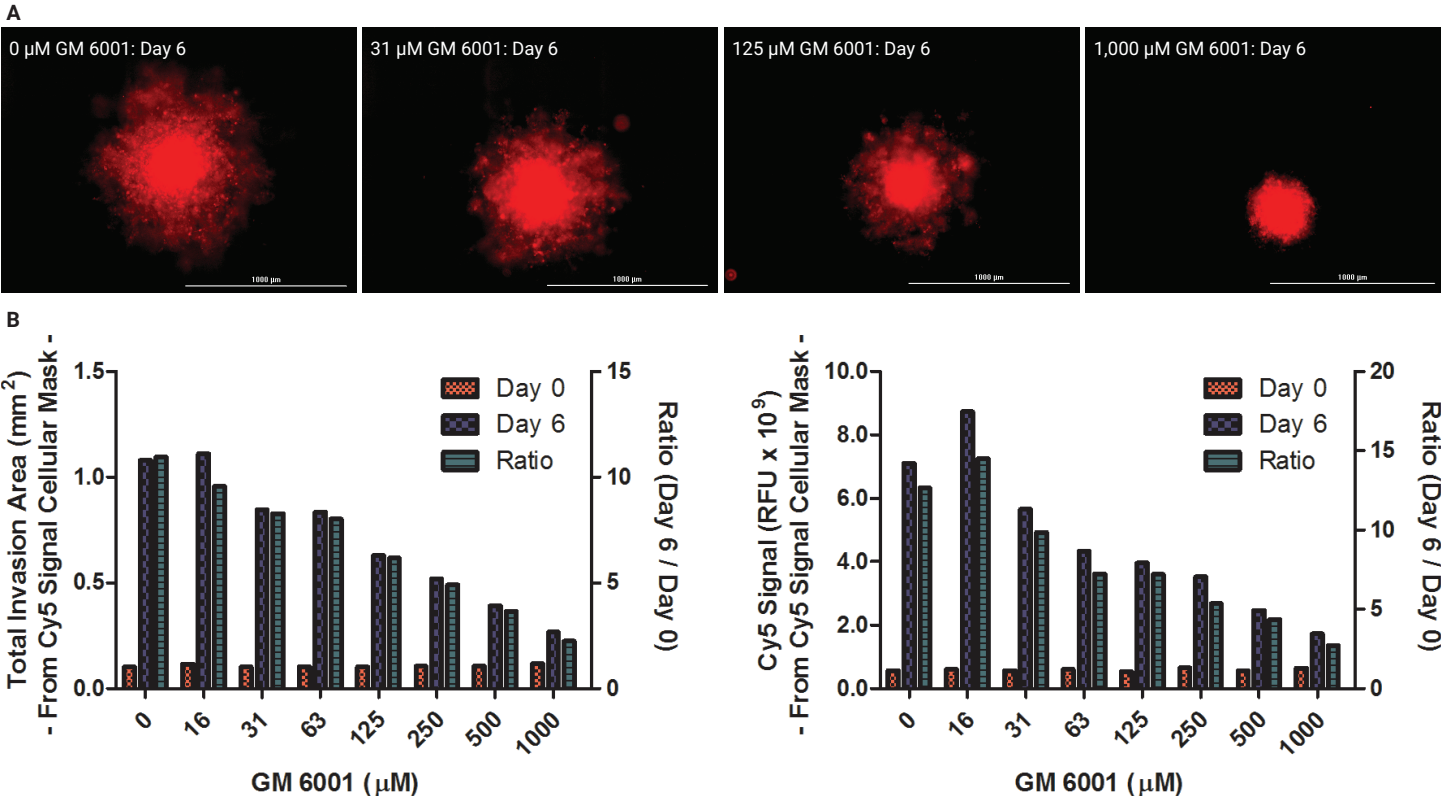 A
0 µM GM 6001: Day 6
31 µM GM 6001: Day 6
125 µM GM 6001: Day 6
1,000 µM GM 6001: Day 6
1000 µm
1000 µm
1000 µm
1000 µm
B
Total Invasion Area (mm²)
- From Cy5 Signal Cellular Mask -
1.5
1.0
0.5
0.0
Day 0
Day 6
Ratio
15
10
5
0
Ratio (Day 6 / Day 0)
0
16
31
63
125
250
500
1000
GM 6001 (µM)
Cy5 Signal (RFU x 10⁻⁹)
- From Cy5 Signal Cellular Mask -
10.0
8.0
6.0
4.0
2.0
0.0
Day 0
Day 6
Ratio
20
15
10
5
0
Ratio (Day 6 / Day 0)
0
16
31
63
125
250
500
1000
GM 6001 (µM)